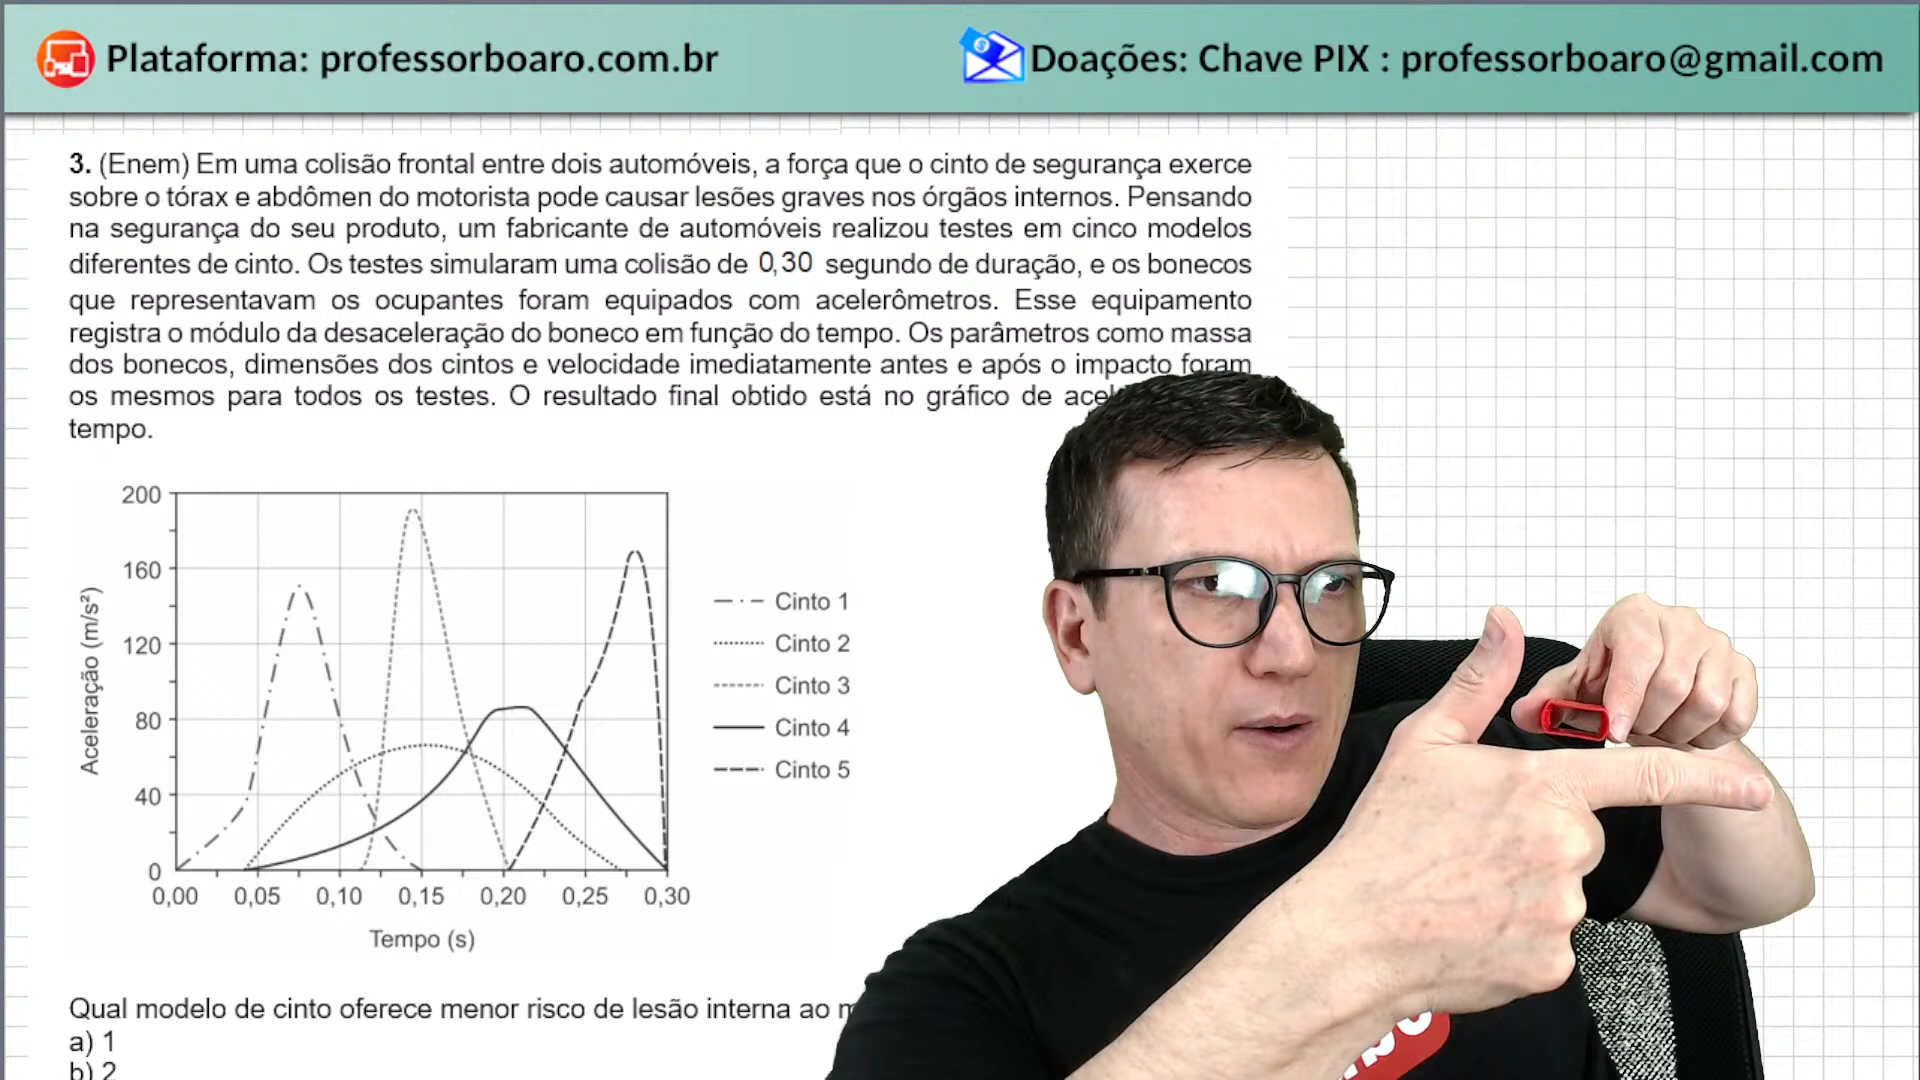 Plataforma: professorboaro.com.br
Doações: Chave PIX : professorboaro@gmail.com
3. (Enem) Em uma colisão frontal entre dois automóveis, a força que o cinto de segurança exerce
sobre o tórax e abdômen do motorista pode causar lesões graves nos órgãos internos. Pensando
na segurança do seu produto, um fabricante de automóveis realizou testes em cinco modelos
diferentes de cinto. Os testes simularam uma colisão de 0,30 segundo de duração, e os bonecos
que representavam os ocupantes foram equipados com acelerômetros. Esse equipamento
registra o módulo da desaceleração do boneco em função do tempo. Os parâmetros como massa
dos bonecos, dimensões dos cintos e velocidade imediatamente antes e após o impacto foram
os mesmos para todos os testes. O resultado final obtido está no gráfico de
tempo.
Aceleração (m/s²)
200
160
120
80
40
0
0,00 0,05 0,10 0,15 0,20 0,25 0,30
Tempo (s)
Cinto 1
Cinto 2
Cinto 3
Cinto 4
Cinto 5
Qual modelo de cinto oferece menor risco de lesão interna ao
a) 1
b) 2